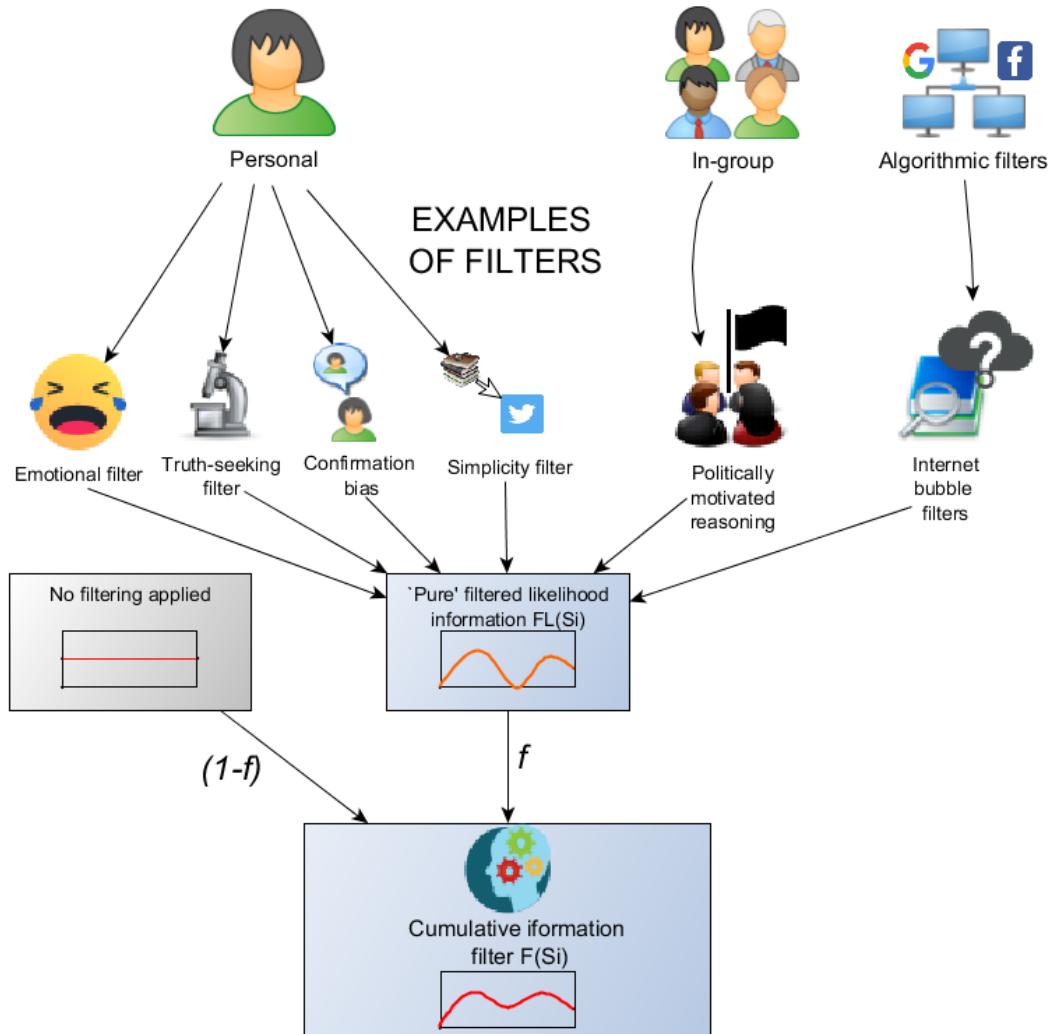 Personal
In-group
Algorithmic filters
EXAMPLES
OF FILTERS
Emotional filter
Truth-seeking
filter
Confirmation
bias
Simplicity filter
Politically
motivated
reasoning
Internet
bubble
filters
No filtering applied
`Pure' filtered likelihood
information FL(Si)
(1-f)
f
Cumulative iformation
filter F(Si)